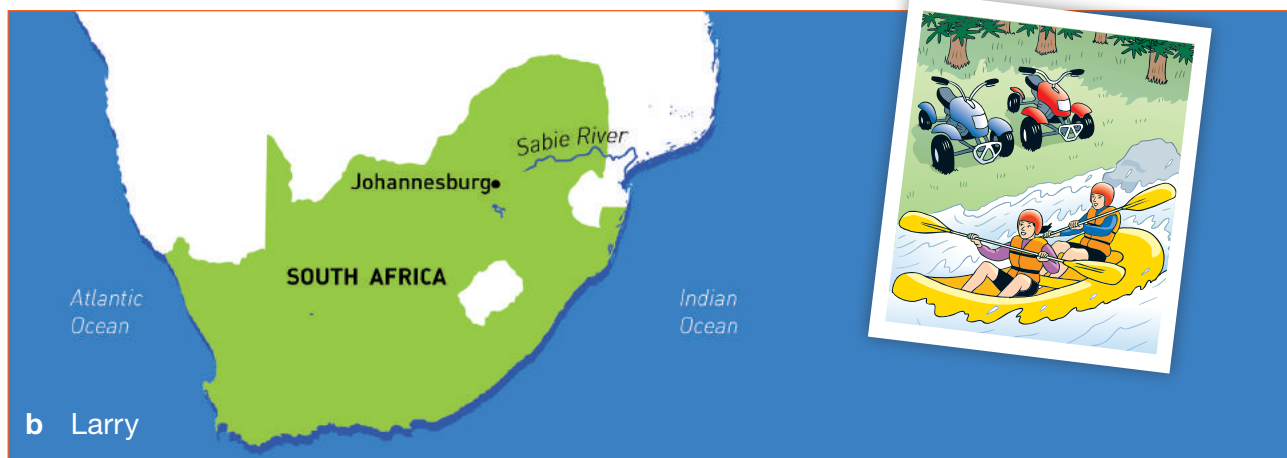 Sabie River
Johannesburg
SOUTH AFRICA
Atlantic
Ocean
Indian
Ocean
b Larry